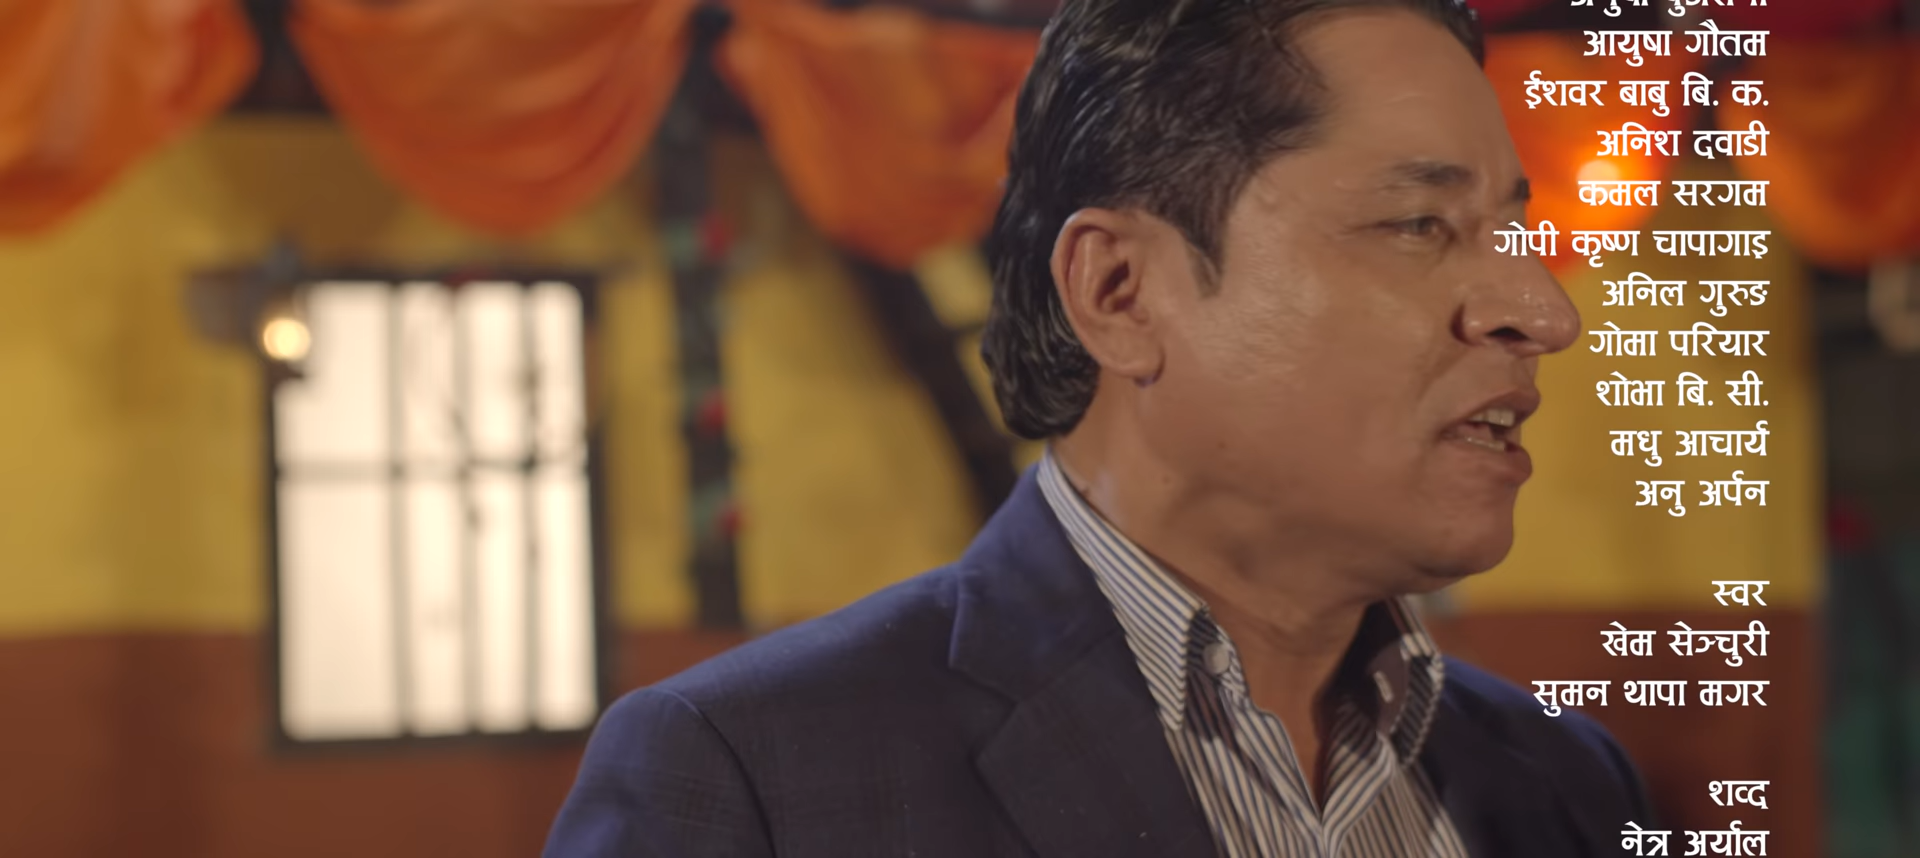 आयुषा गौतम
ईशवर बाबु बि. क.
अनिश दवाडी
कमल सरगम
गोपी कृष्ण चापागाइ
अनिल गुरुङ
गोमा परियार
शोभा बि. सी.
मधु आचार्य
अनु अर्पन
स्वर
खेम सेञ्चुरी
सुमन थापा मगर
शव्द
नेत्र अर्याल